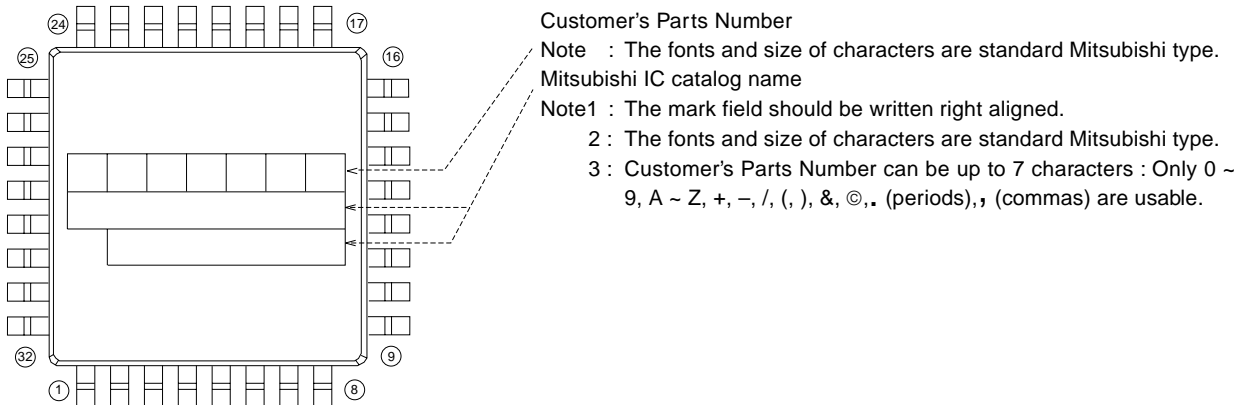 24
17
25
16
32
9
1
8
Customer's Parts Number
Note : The fonts and size of characters are standard Mitsubishi type.
Mitsubishi IC catalog name
Note1 : The mark field should be written right aligned.
2 : The fonts and size of characters are standard Mitsubishi type.
3 : Customer's Parts Number can be up to 7 characters : Only 0 ~
9, A ~ Z, +, –, /, (, ), &, ©,. (periods),, (commas) are usable.